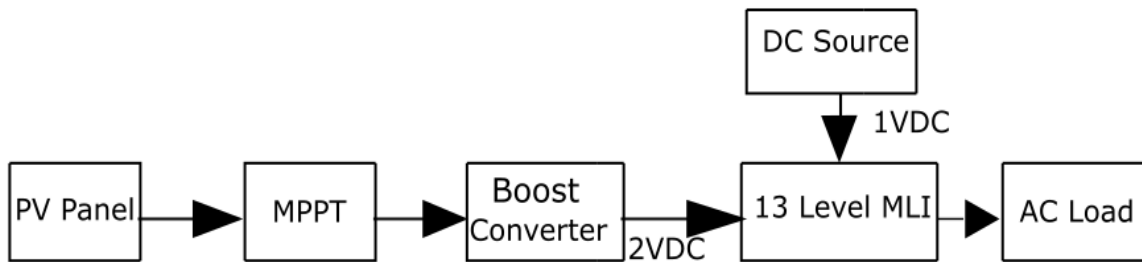 DC Source
1VDC
PV Panel
MPPT
Boost
Converter
2VDC
13 Level MLI
AC Load